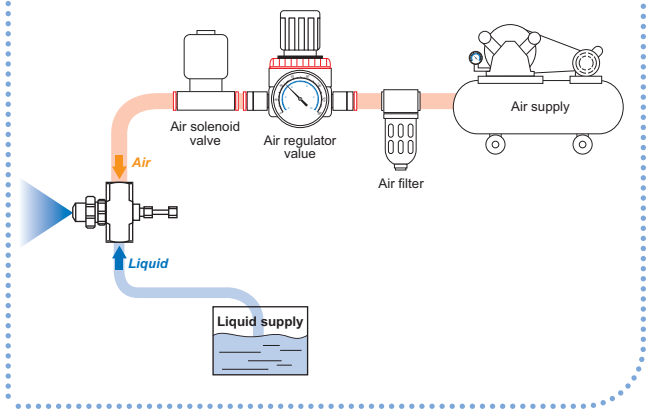 Air supply
Air solenoid
valve
Air regulator
value
Air filter
Air
Liquid
Liquid supply